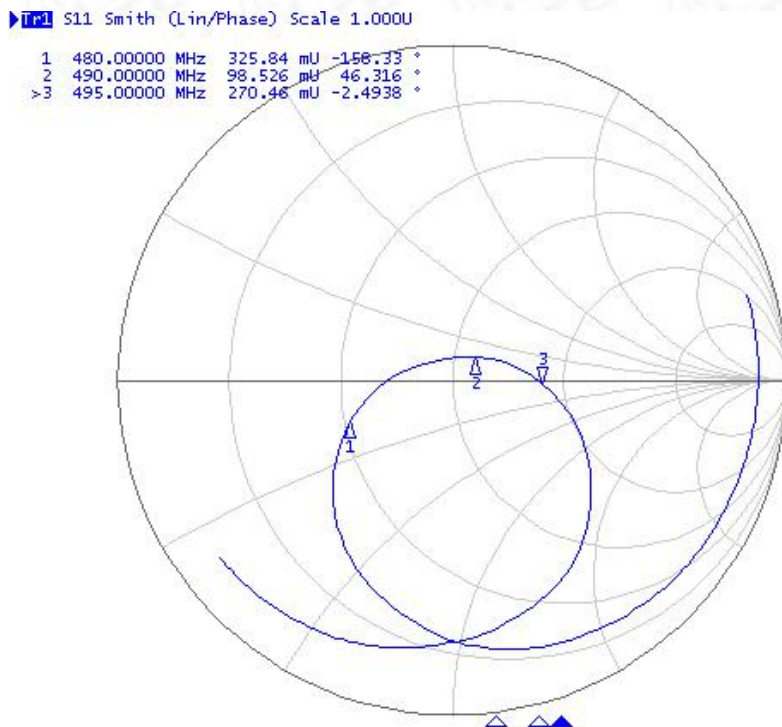 Tr1 S11 Smith (Lin/Phase) Scale 1.000U
1 480.00000 MHz 325.84 mU -158.33 °
2 490.00000 MHz 98.526 mU 46.316 °
>3 495.00000 MHz 270.46 mU -2.4938 °
3
2
1